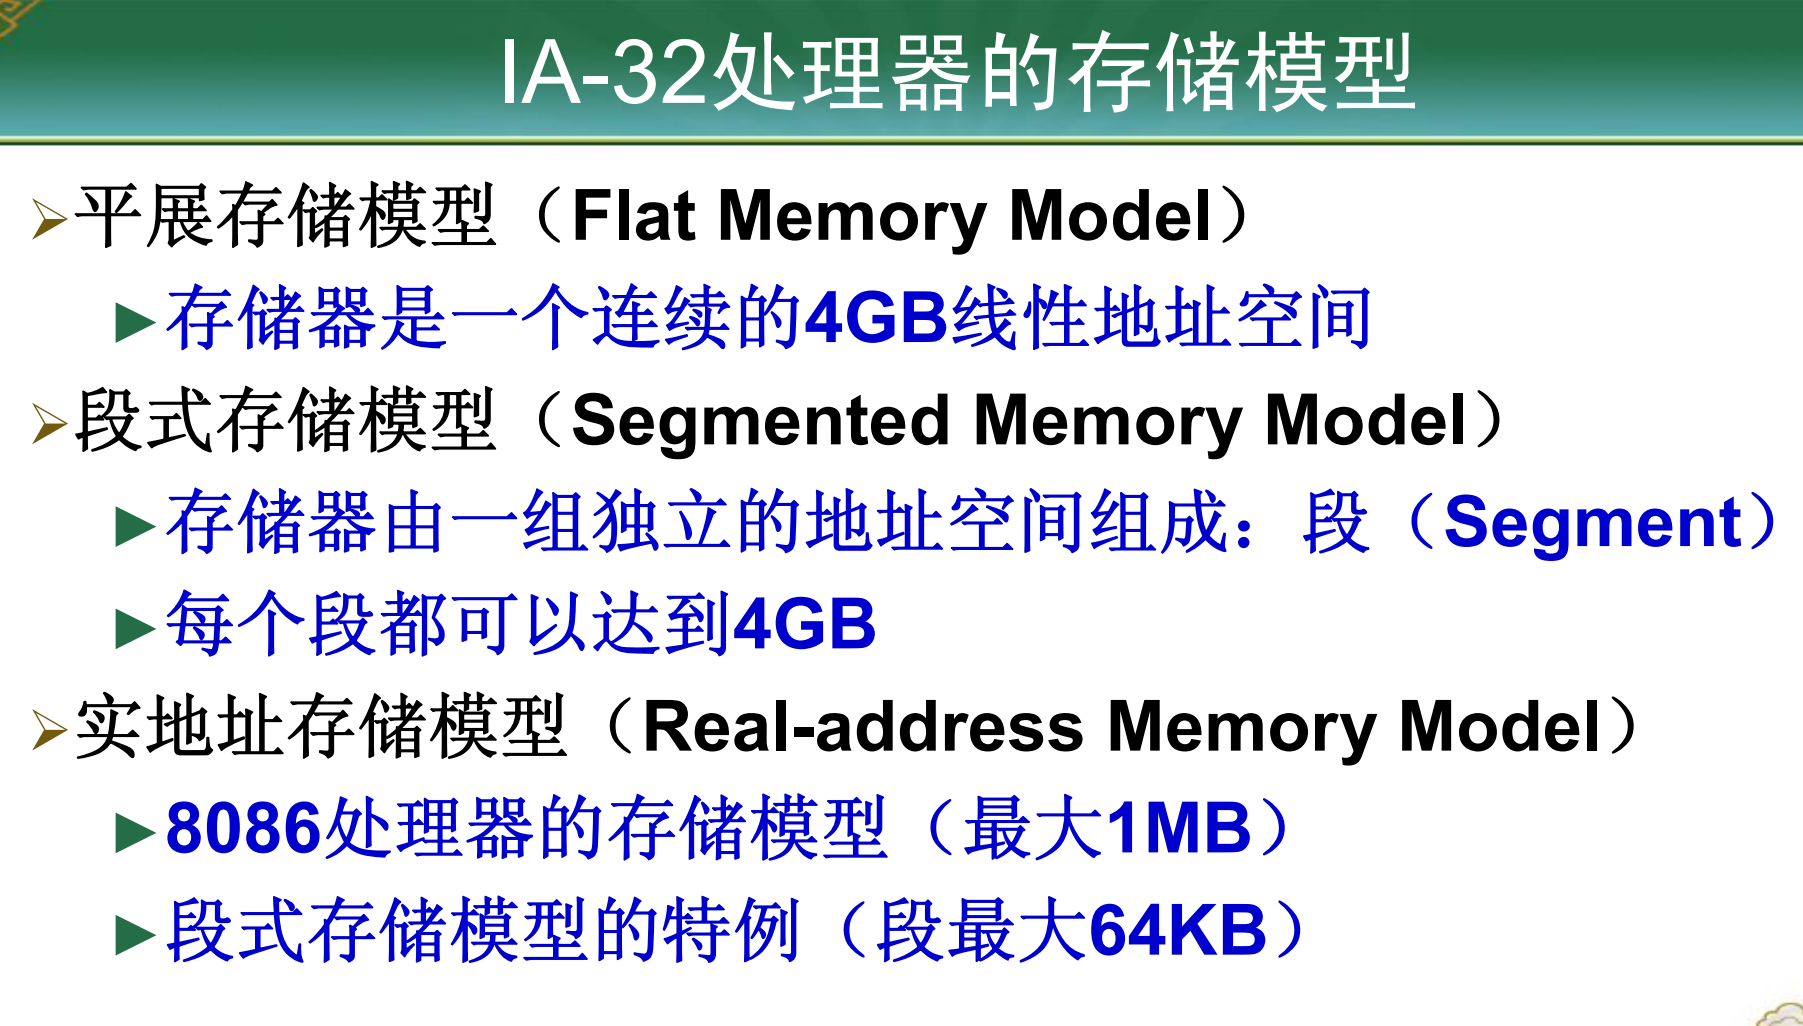 IA-32处理器的存储模型
平展存储模型（Flat Memory Model）
存储器是一个连续的4GB线性地址空间
段式存储模型（Segmented Memory Model）
存储器由一组独立的地址空间组成：段（Segment）
每个段都可以达到4GB
实地址存储模型（Real-address Memory Model）
8086处理器的存储模型（最大1MB）
段式存储模型的特例（段最大64KB）